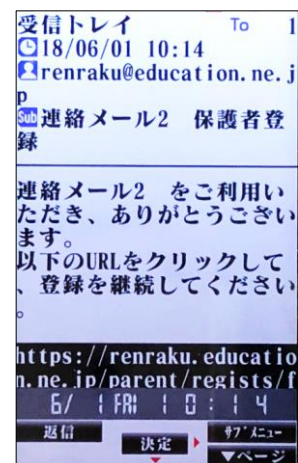 受信トレイ To 1
18/06/01 10:14
renraku@education.ne.j
p
Sub 連絡メール2 保護者登
録
連絡メール2 をご利用い
ただき、ありがとうござい
ます。
以下のURLをクリックして
、登録を継続してください
。
https://renraku.educatio
n.ne.jp/parent/regists/f
6/ 1 FRI 10:14
返信 決定 サブメニュー
▼ページ